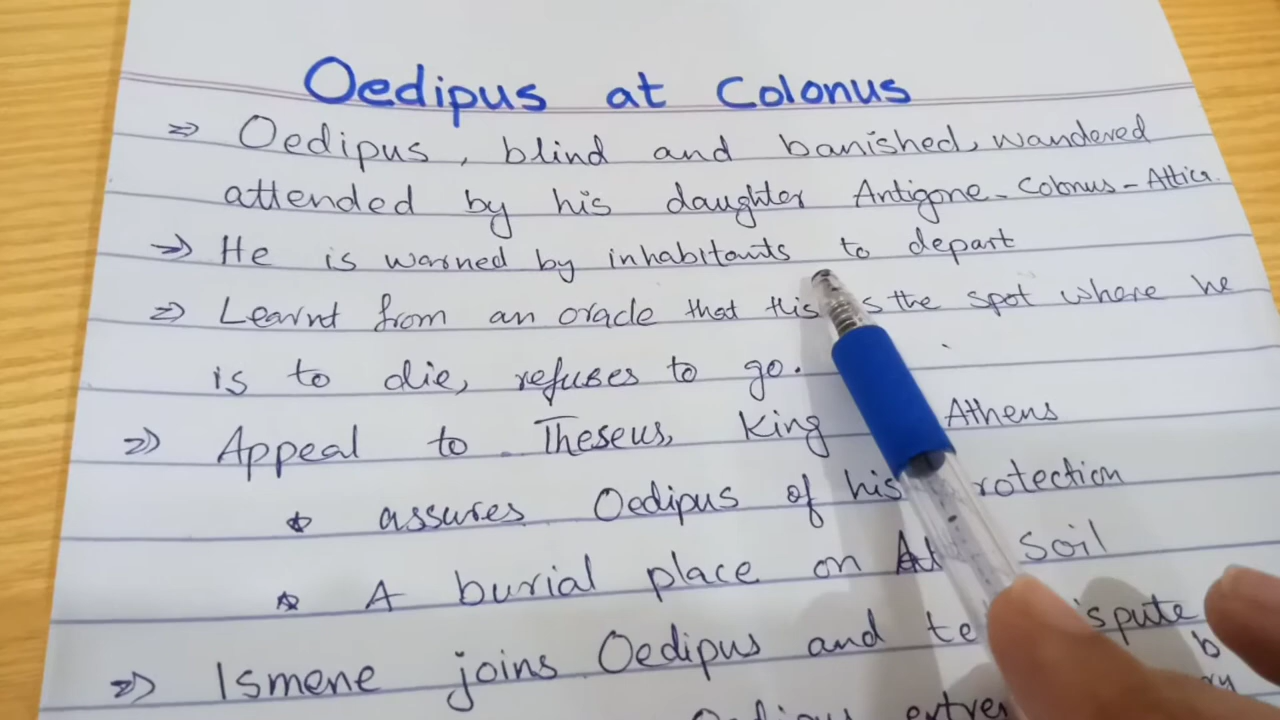 Oedipus at Colonus
⇒ Oedipus, blind and banished, wandered
attended by his daughter Antigone - Colonus - Attica.
⇒ He is warned by inhabitants to depart
⇒ Learnt from an oracle that this is the spot where he
is to die, refuses to go.
⇒ Appeal to Theseus, King Athens
* assures Oedipus of his
* A burial place on Soil
⇒ Ismene joins Oedipus and
Oedipus